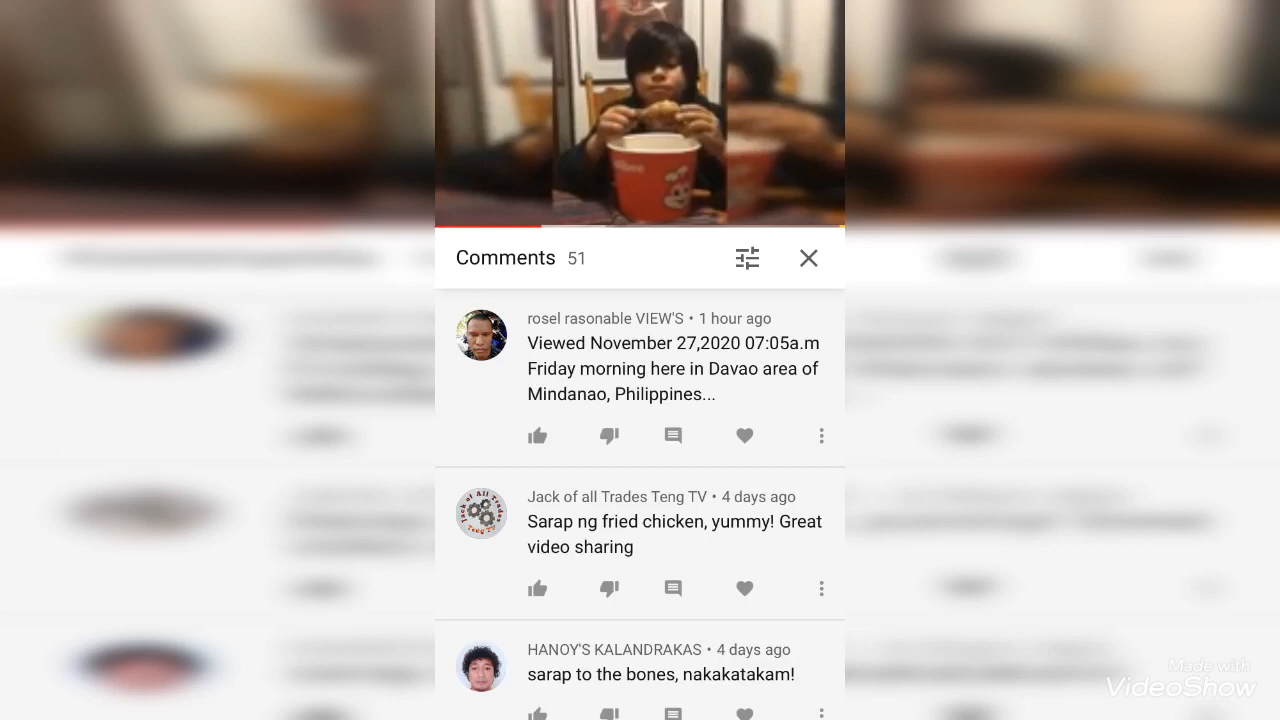 Comments 51
rosel rasonable VIEW'S • 1 hour ago
Viewed November 27,2020 07:05a.m
Friday morning here in Davao area of
Mindanao, Philippines...
Jack of all Trades Teng TV • 4 days ago
Sarap ng fried chicken, yummy! Great
video sharing
HANOY'S KALANDRAKAS • 4 days ago
sarap to the bones, nakakatakam!
Made with
VideoShow